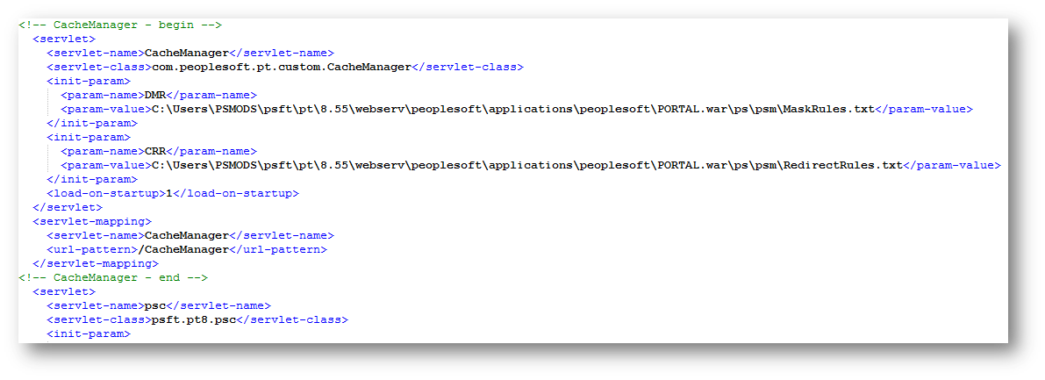 <!-- CacheManager - begin -->
<servlet>
<servlet-name>CacheManager</servlet-name>
<servlet-class>com.peoplesoft.pt.custom.CacheManager</servlet-class>
<init-param>
<param-name>DMR</param-name>
<param-value>C:\Users\PSMODS\psft\pt\8.55\webserv\peoplesoft\applications\peoplesoft\PORTAL.war\ps\psm\MaskRules.txt</param-value>
</init-param>
<init-param>
<param-name>CRR</param-name>
<param-value>C:\Users\PSMODS\psft\pt\8.55\webserv\peoplesoft\applications\peoplesoft\PORTAL.war\ps\psm\RedirectRules.txt</param-value>
</init-param>
<load-on-startup>1</load-on-startup>
</servlet>
<servlet-mapping>
<servlet-name>CacheManager</servlet-name>
<url-pattern>/CacheManager</url-pattern>
</servlet-mapping>
<!-- CacheManager - end -->
<servlet>
<servlet-name>psc</servlet-name>
<servlet-class>psft.pt8.psc</servlet-class>
<init-param>